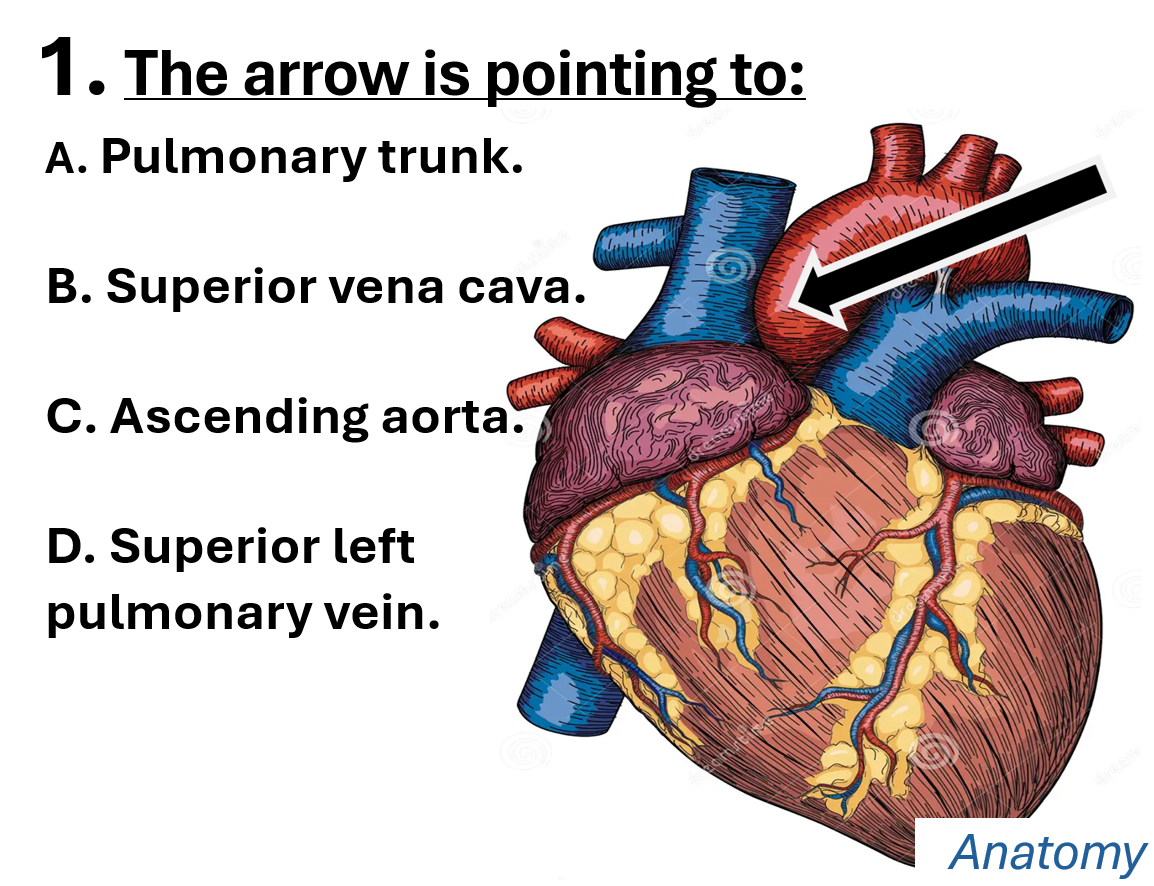 1. The arrow is pointing to:
A. Pulmonary trunk.
B. Superior vena cava.
C. Ascending aorta.
D. Superior left
pulmonary vein.
Anatomy